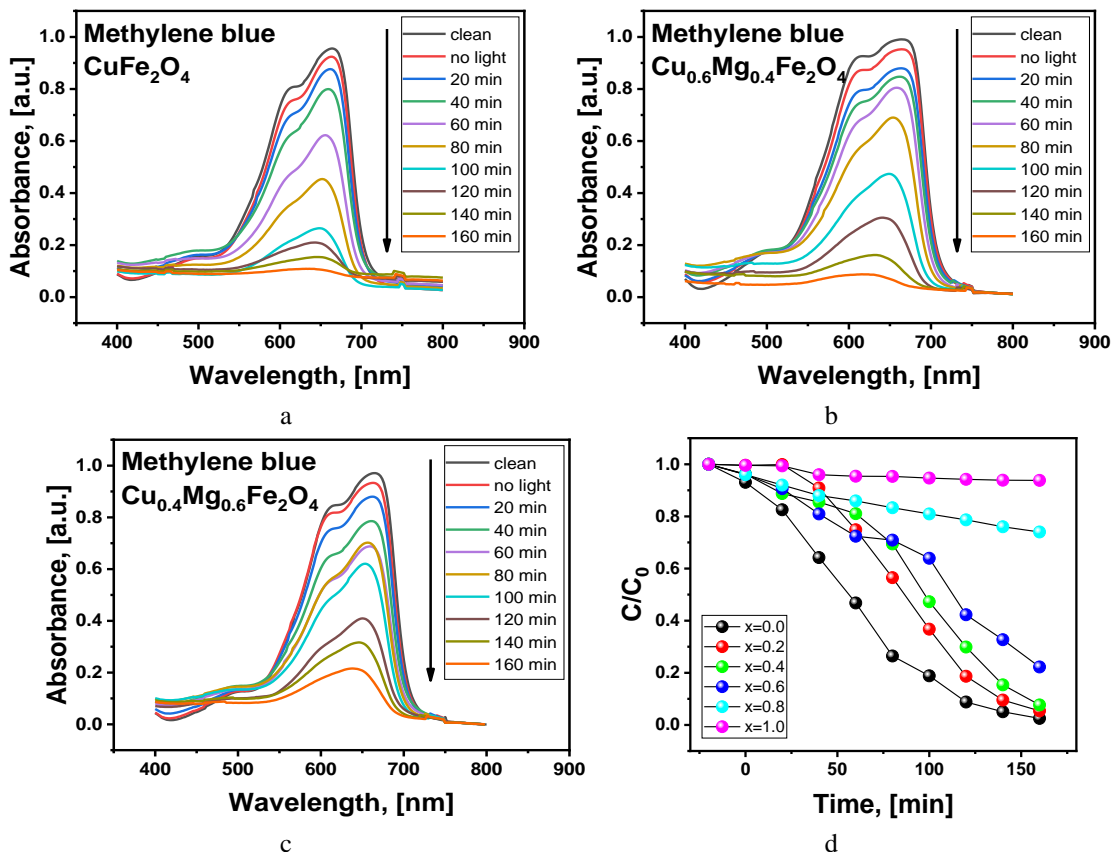 Methylene blue
CuFe₂O₄
clean
no light
20 min
40 min
60 min
80 min
100 min
120 min
140 min
160 min
1.0
0.8
0.6
0.4
0.2
0.0
Absorbance, [a.u.]
400 500 600 700 800 900
Wavelength, [nm]
a
Methylene blue
Cu₀.₆Mg₀.₄Fe₂O₄
clean
no light
20 min
40 min
60 min
80 min
100 min
120 min
140 min
160 min
1.0
0.8
0.6
0.4
0.2
0.0
Absorbance, [a.u.]
400 500 600 700 800 900
Wavelength, [nm]
b
Methylene blue
Cu₀.₄Mg₀.₆Fe₂O₄
clean
no light
20 min
40 min
60 min
80 min
100 min
120 min
140 min
160 min
1.0
0.8
0.6
0.4
0.2
0.0
Absorbance, [a.u.]
400 500 600 700 800 900
Wavelength, [nm]
c
1.0
0.8
0.6
0.4
0.2
0.0
C/C₀
x=0.0
x=0.2
x=0.4
x=0.6
x=0.8
x=1.0
0 50 100 150
Time, [min]
d